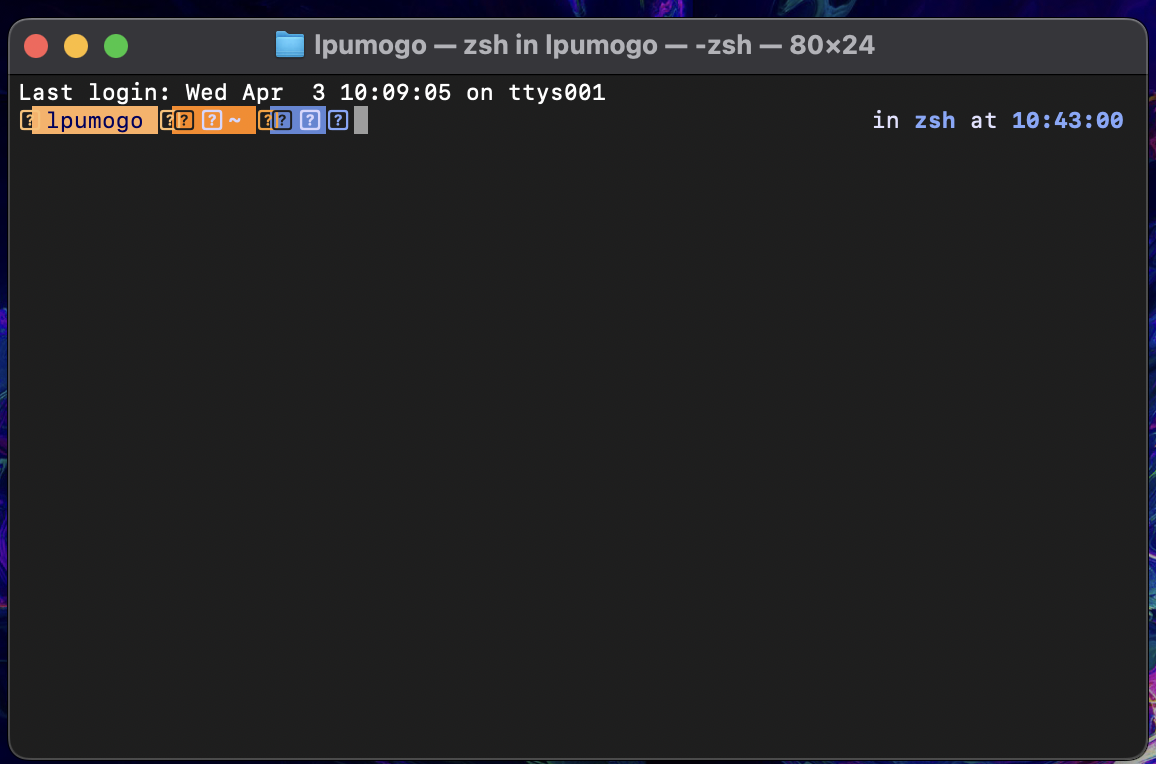 lpumogo — zsh in lpumogo — -zsh — 80×24
Last login: Wed Apr  3 10:09:05 on ttys001
lpumogo ~ in zsh at 10:43:00